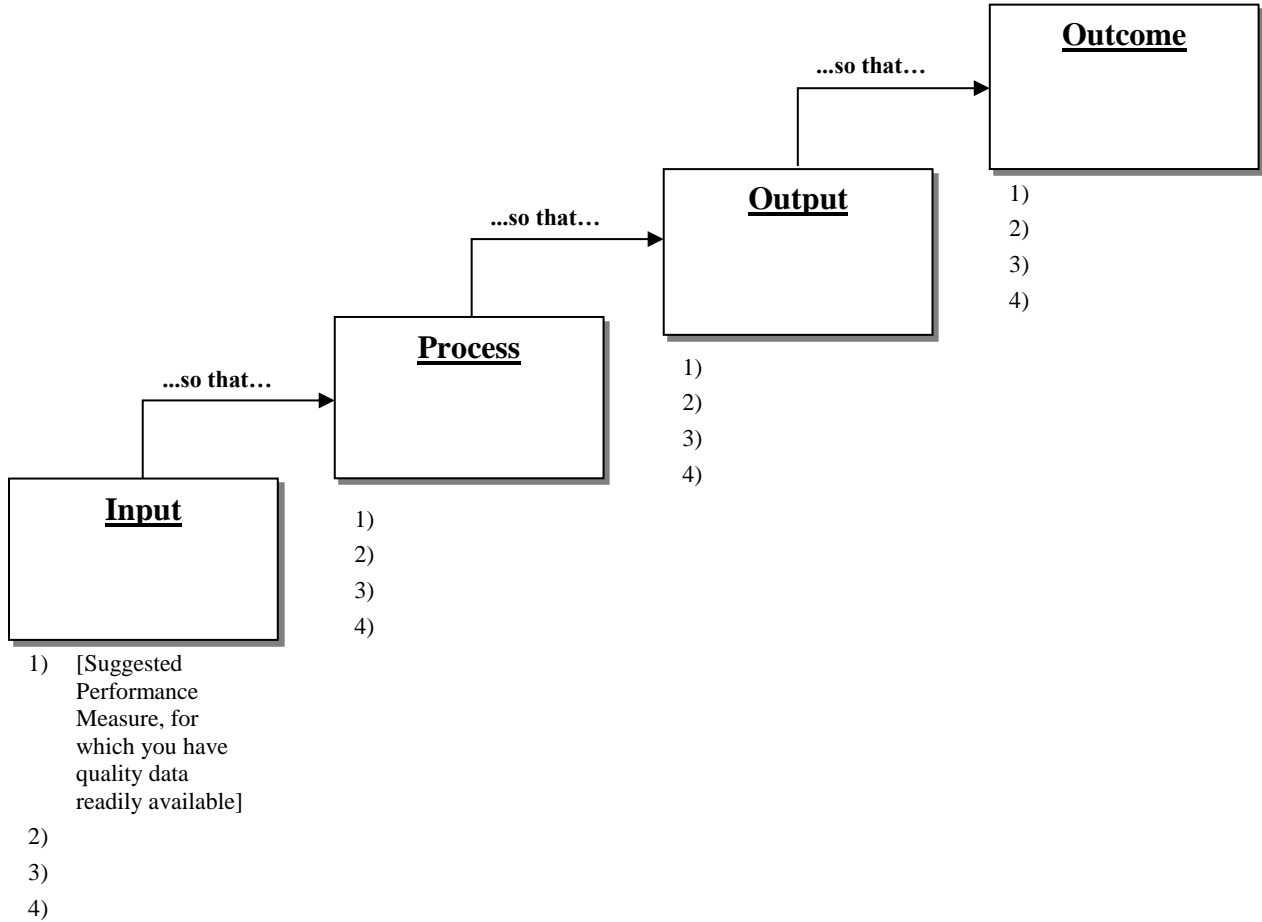 Outcome
...so that…
1)
2)
3)
4)
Output
...so that…
1)
2)
3)
4)
Process
...so that…
1)
2)
3)
4)
Input
1) [Suggested
Performance
Measure, for
which you have
quality data
readily available]
2)
3)
4)